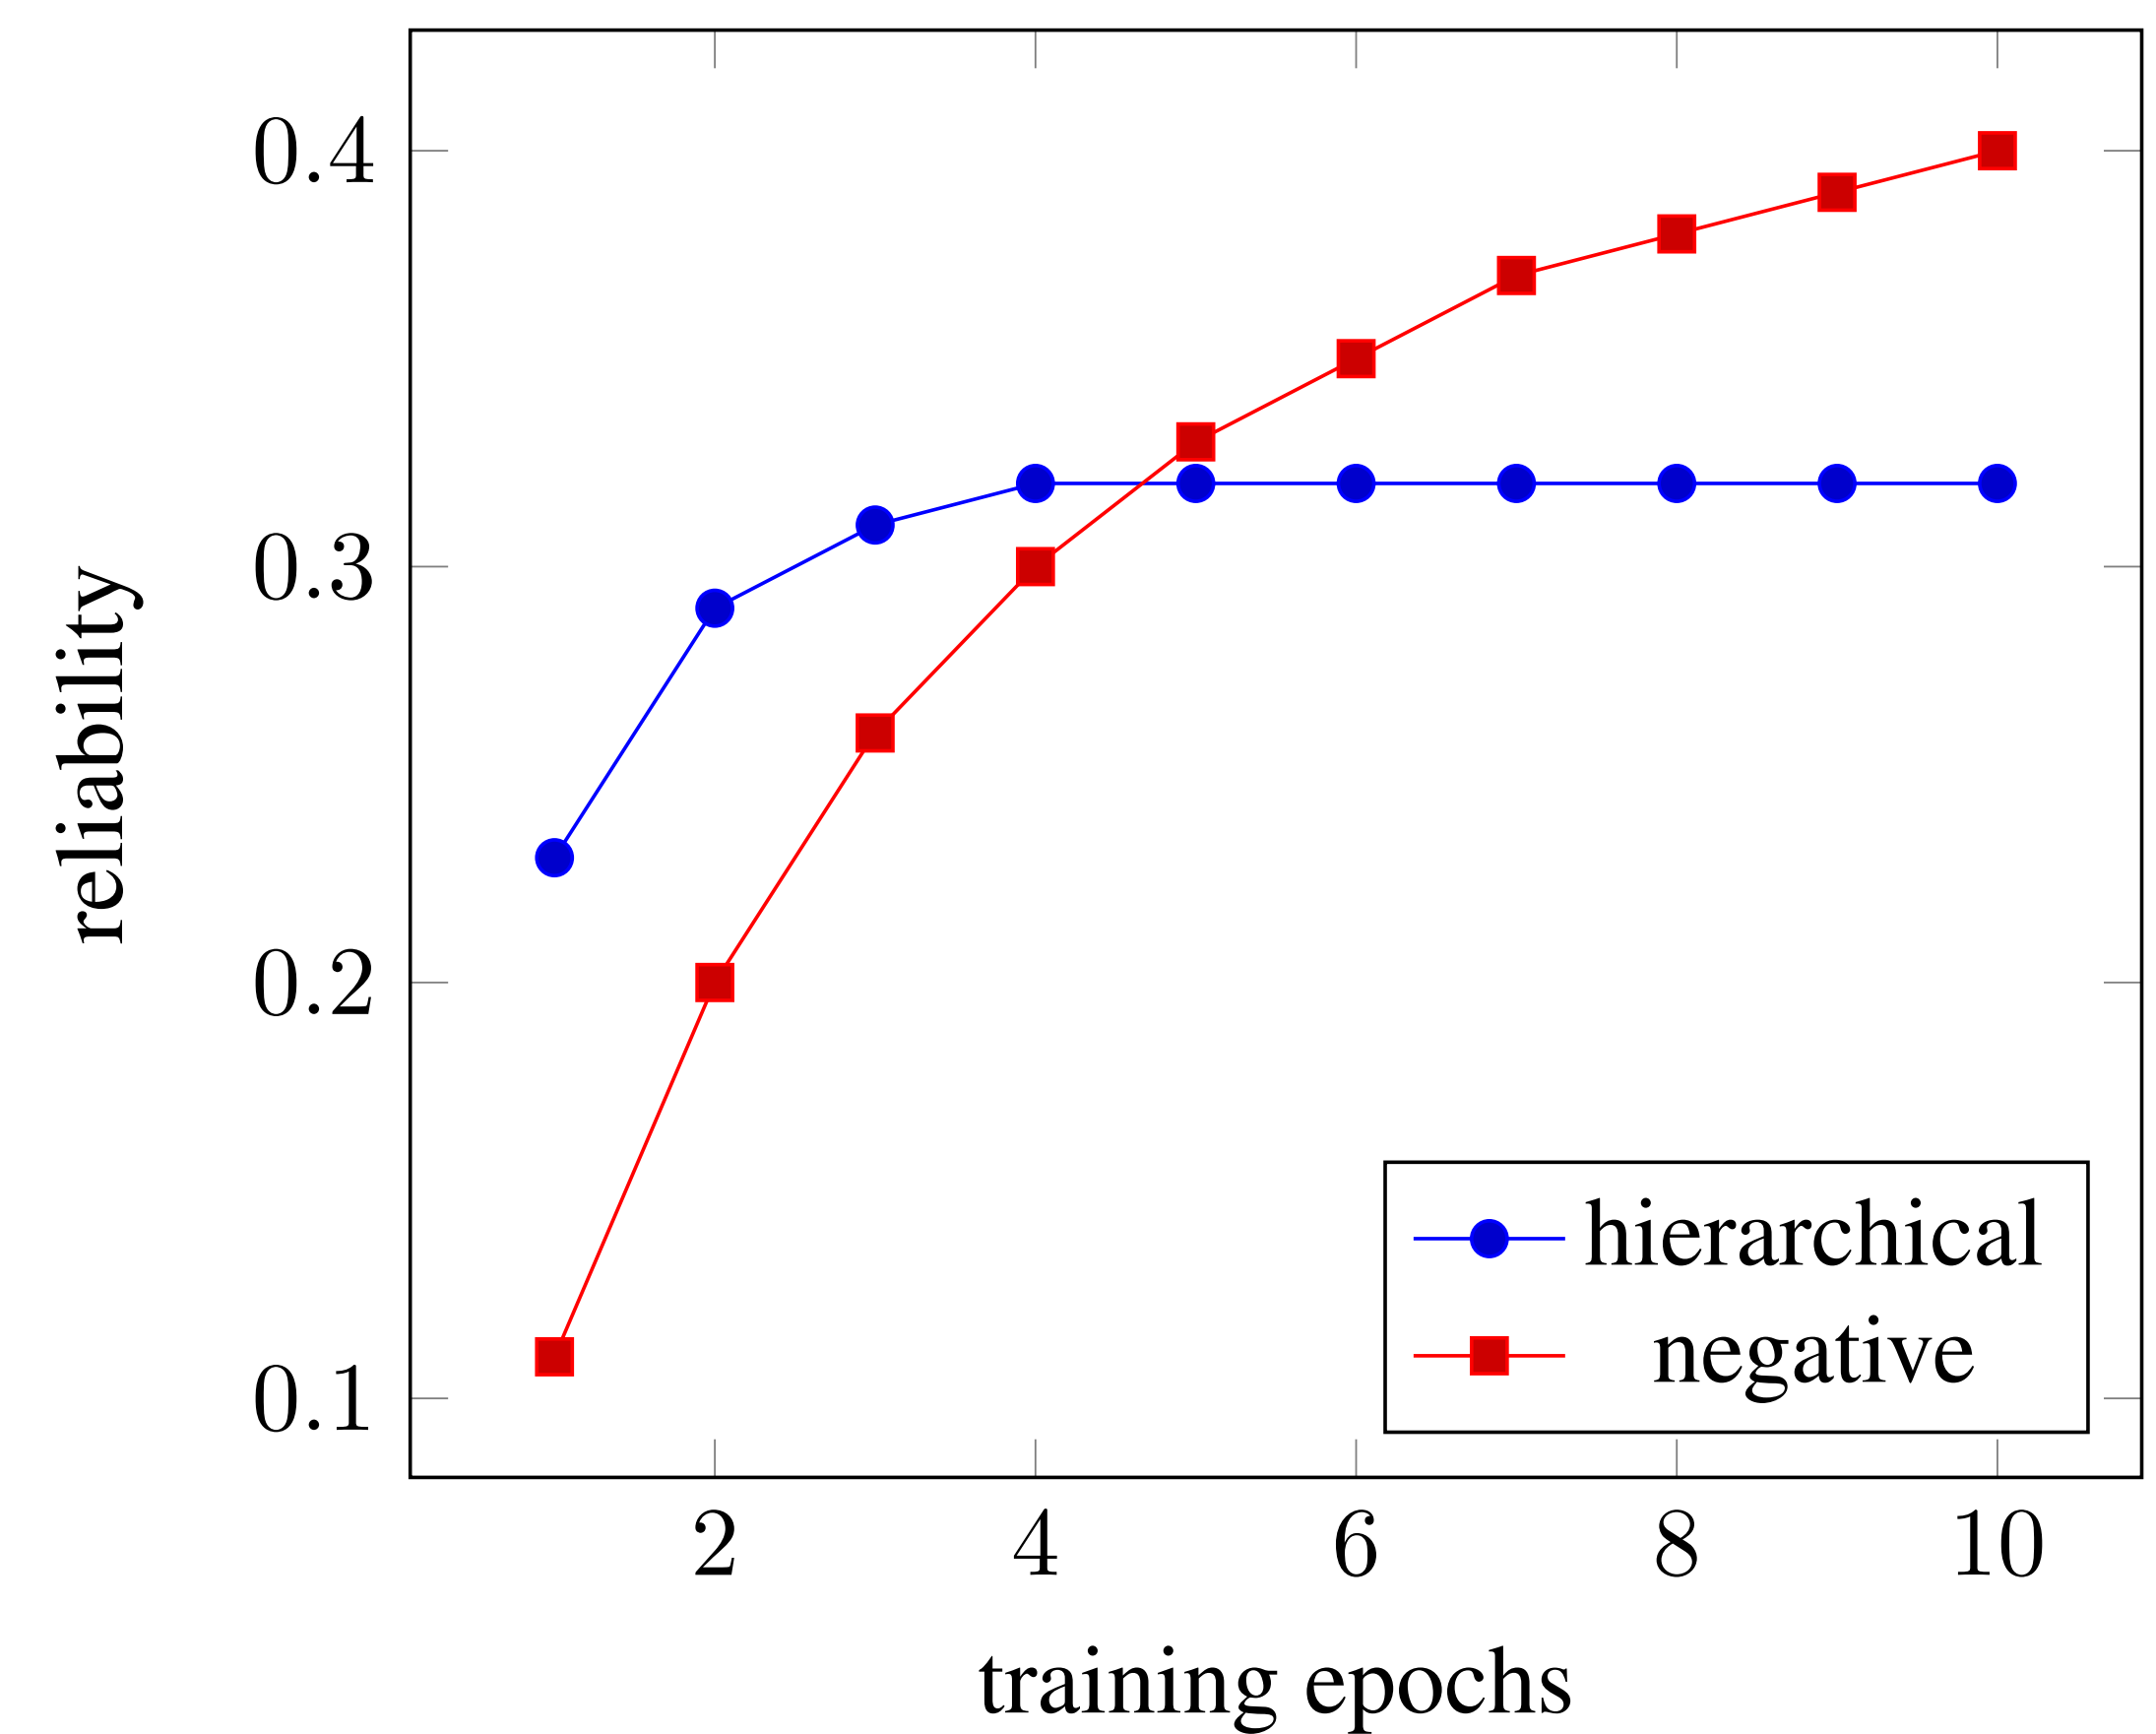 0.4
0.3
0.2
0.1
reliability
hierarchical
negative
2 4 6 8 10
training epochs